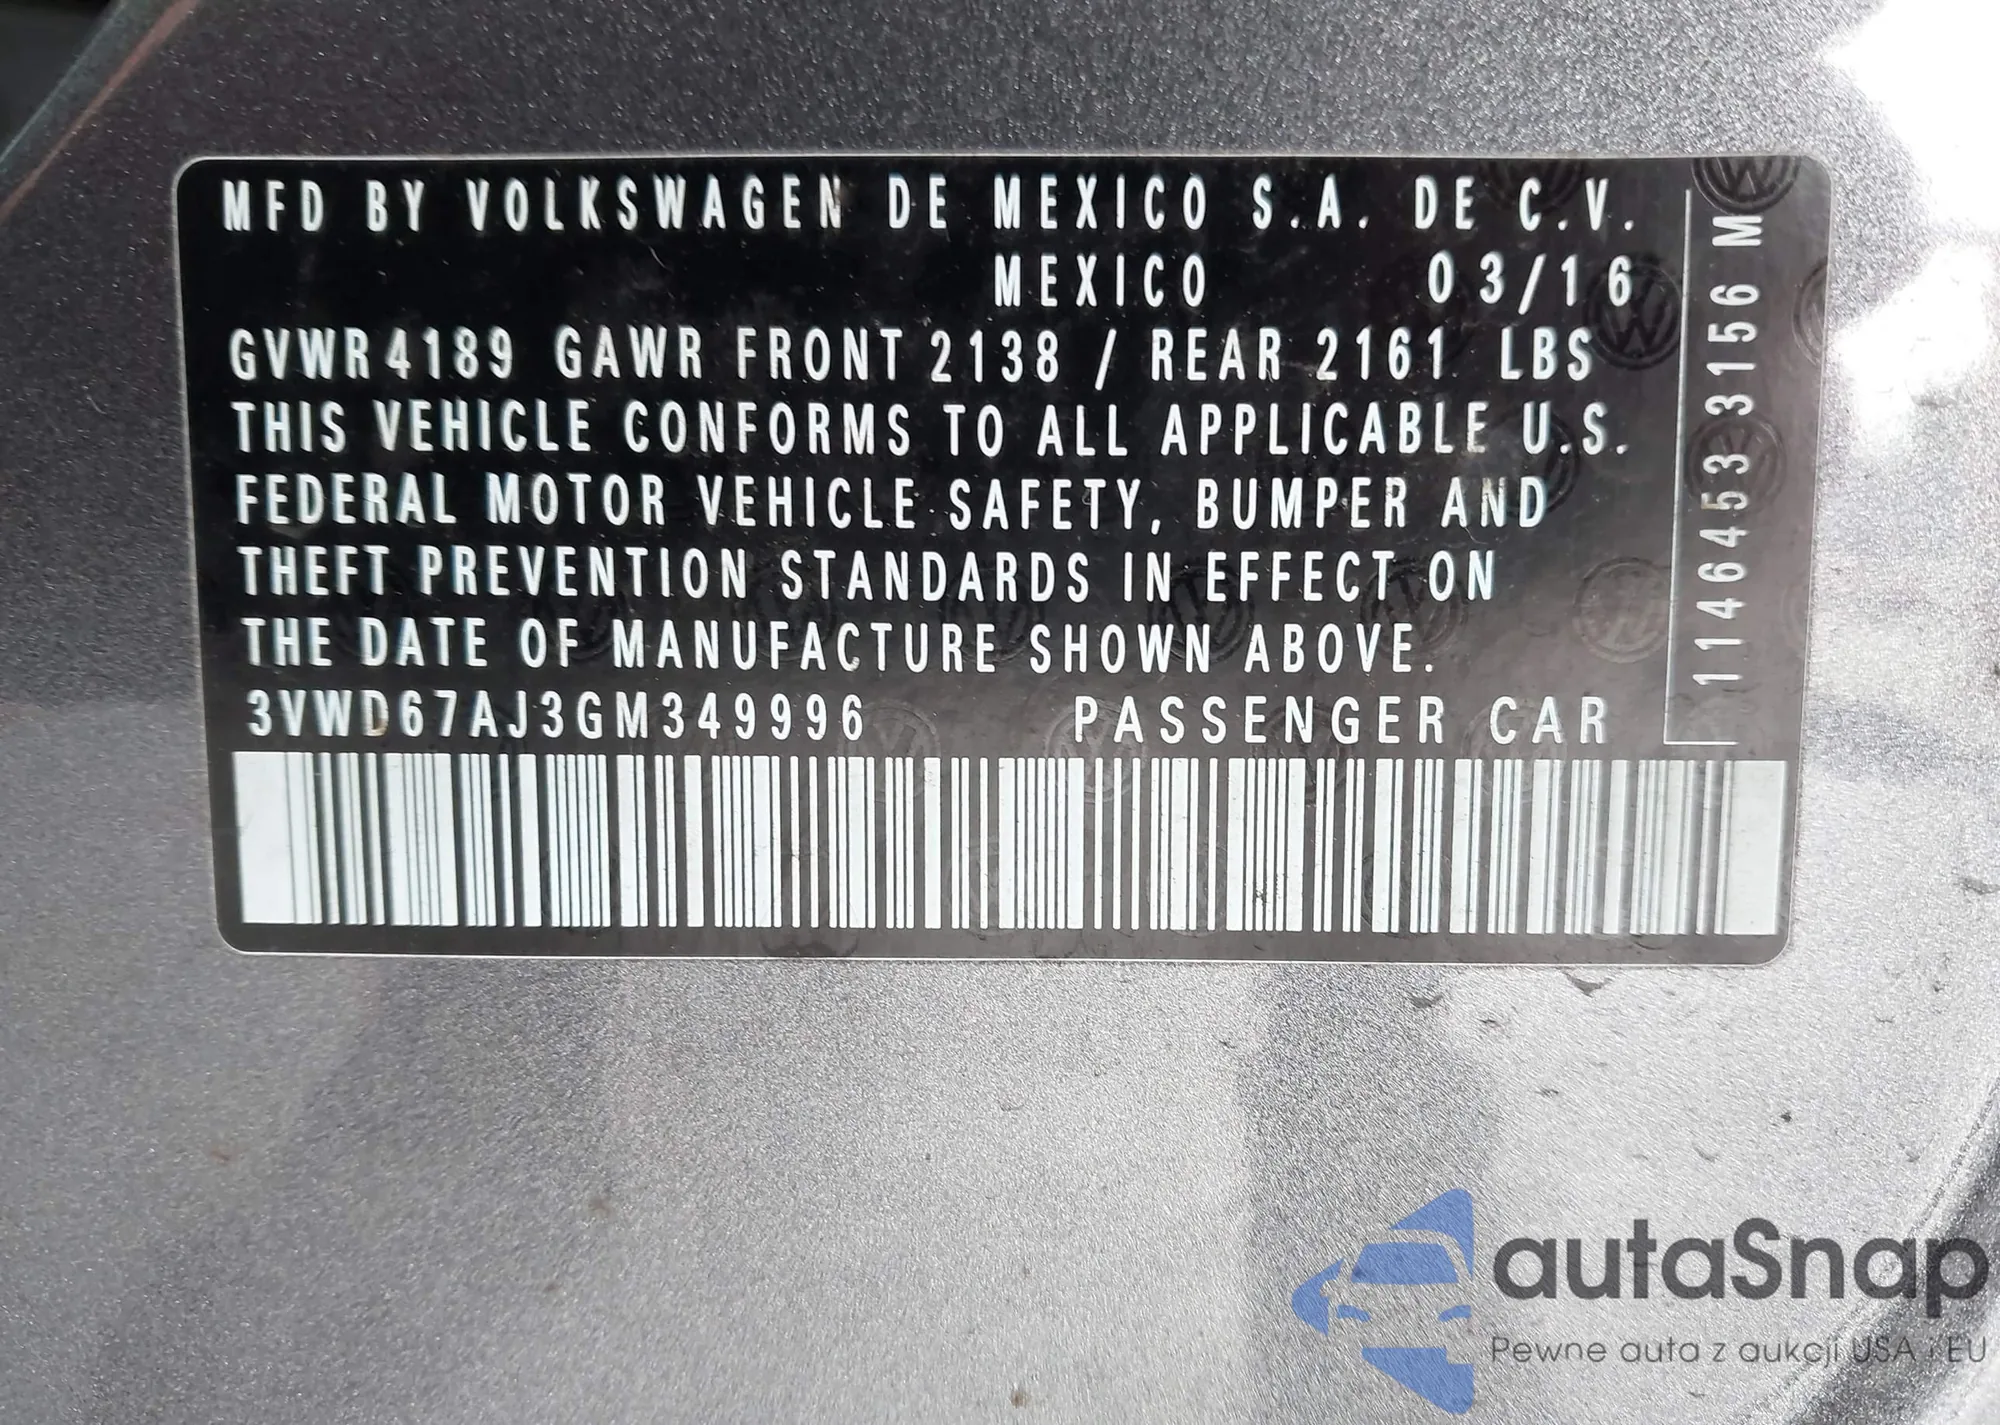 MFD BY VOLKSWAGEN DE MEXICO S.A. DE C.V.
MEXICO 03/16
GVWR 4189 GAWR FRONT 2138 / REAR 2161 LBS
THIS VEHICLE CONFORMS TO ALL APPLICABLE U.S.
FEDERAL MOTOR VEHICLE SAFETY, BUMPER AND
THEFT PREVENTION STANDARDS IN EFFECT ON
THE DATE OF MANUFACTURE SHOWN ABOVE.
3VWD67AJ3GM349996 PASSENGER CAR
1146453 3156 M
autaSnap
Pewne auta z aukcji USA i EU